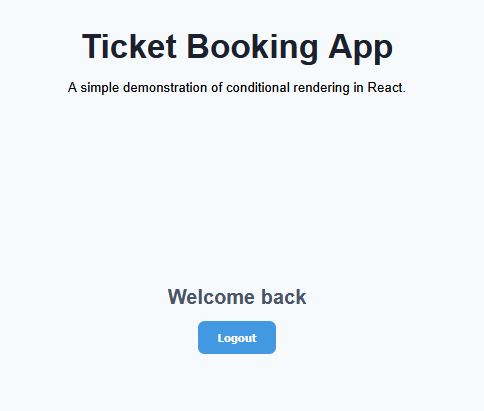 Ticket Booking App
A simple demonstration of conditional rendering in React.
Welcome back
Logout